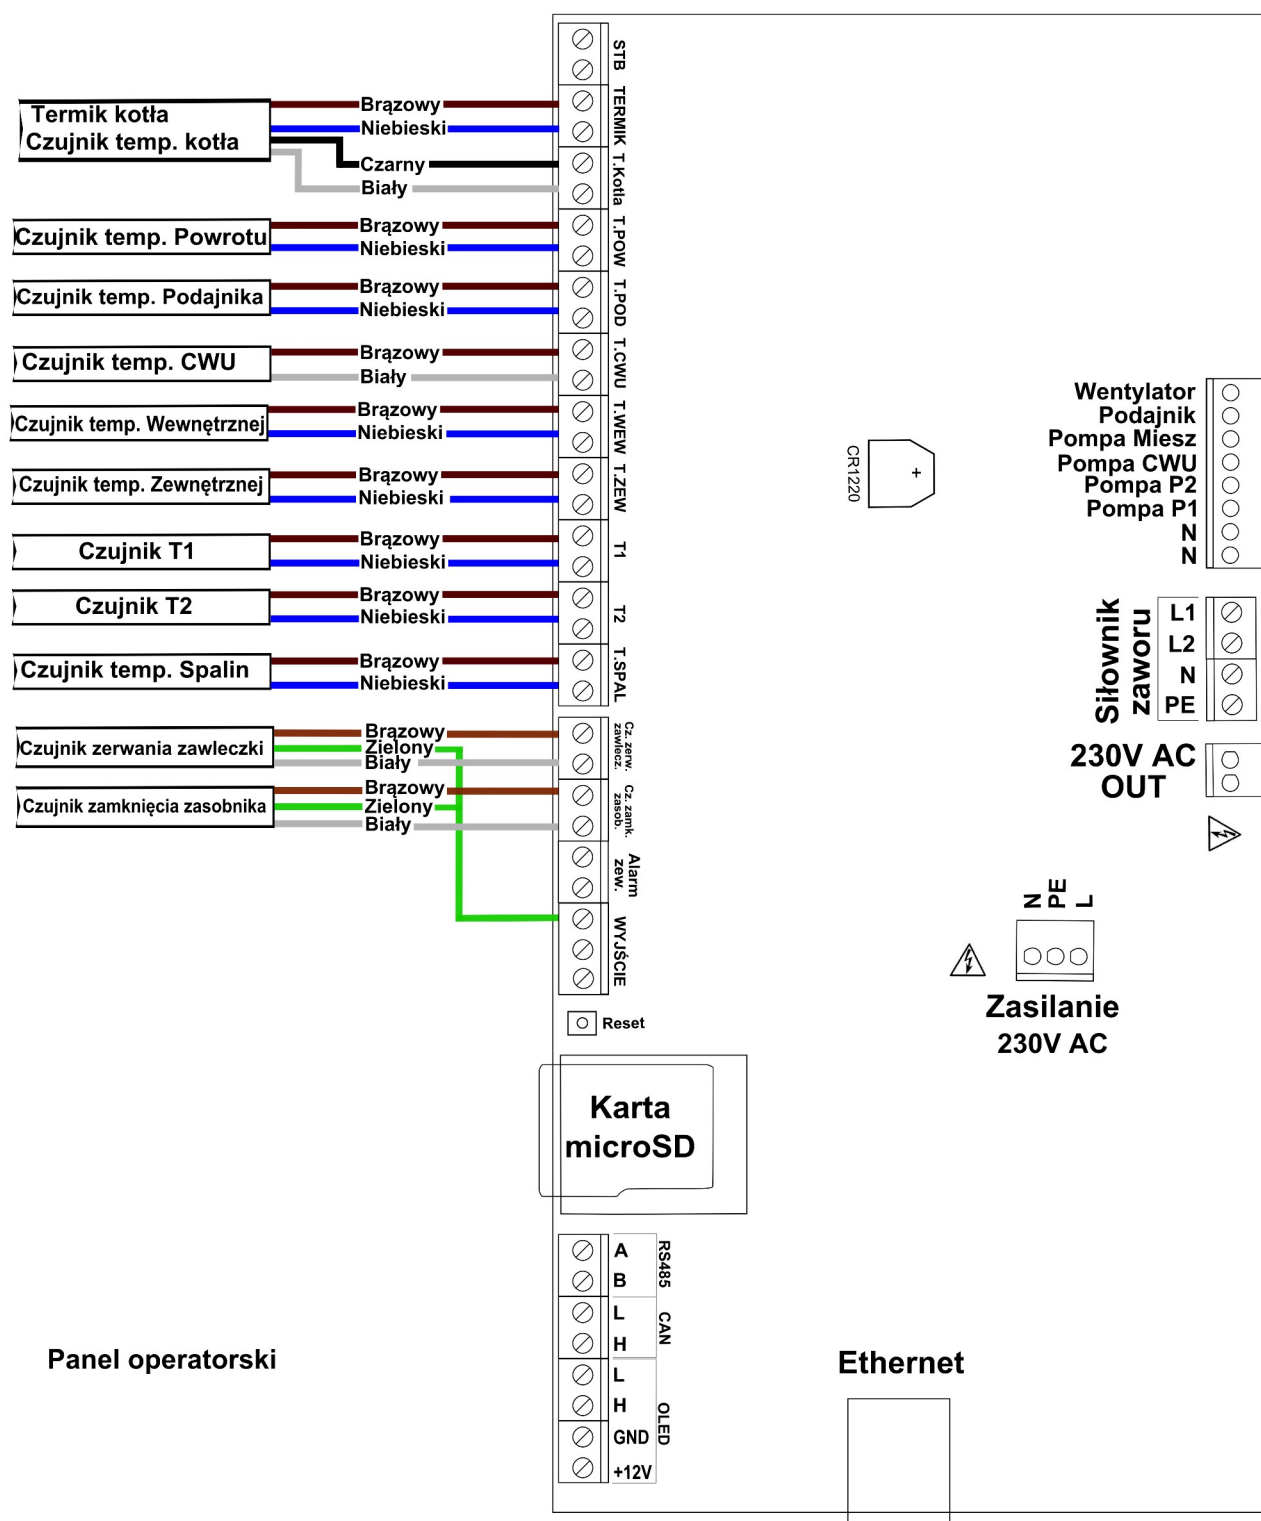 STB
Termik kotła
Czujnik temp. kotła
Brązowy
Niebieski
TERMIK
Czarny
Biały
T.Kotla
Czujnik temp. Powrotu
Brązowy
Niebieski
T.POW
Czujnik temp. Podajnika
Brązowy
Niebieski
T.POD
Czujnik temp. CWU
Brązowy
Biały
T.CWU
Czujnik temp. Wewnętrznej
Brązowy
Niebieski
T.WEW
Czujnik temp. Zewnętrznej
Brązowy
Niebieski
T.ZEW
Czujnik T1
Brązowy
Niebieski
T1
Czujnik T2
Brązowy
Niebieski
T2
Czujnik temp. Spalin
Brązowy
Niebieski
T.SPAL
Czujnik zerwania zawleczki
Brązowy
Zielony
Biały
Cz. zerw.
zawlecz.
Czujnik zamknięcia zasobnika
Brązowy
Zielony
Biały
Cz. zamk.
zasob.
Alarm
zew.
WYJŚCIE
Reset
Karta
microSD
A
B
RS485
L
H
CAN
L
H
GND
+12V
OLED
Panel operatorski
CR1220
+
Wentylator
Podajnik
Pompa Miesz
Pompa CWU
Pompa P2
Pompa P1
N
N
Siłownik
zaworu
L1
L2
N
PE
230V AC
OUT
N
PE
L
Zasilanie
230V AC
Ethernet